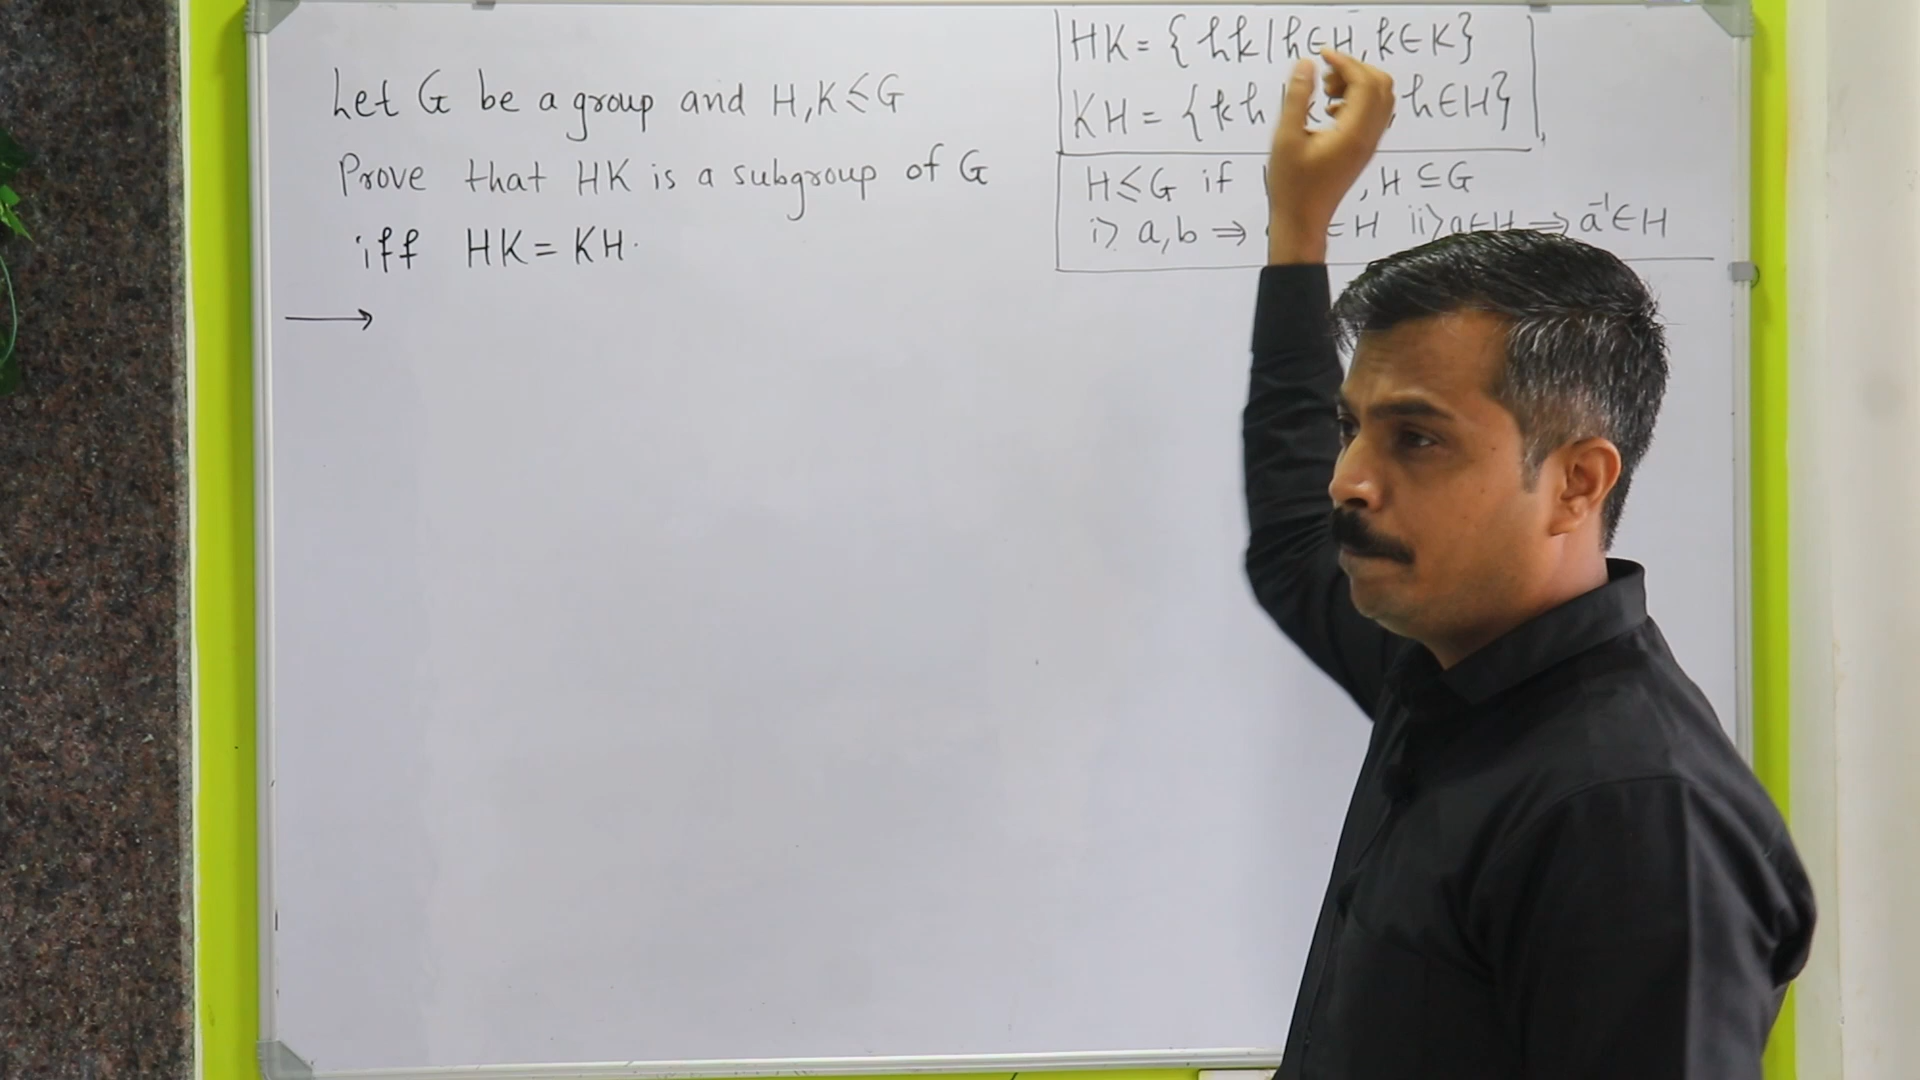 Let G be a group and H,K ≤ G
Prove that HK is a subgroup of G
iff HK = KH.
HK = { hk | h ∈ H, k ∈ K}
KH = { kh , h ∈ H}
H ≤ G if , H ⊆ G
i> a, b ⇒ ∈ H ii> a ∈ H ⇒ a⁻¹ ∈ H